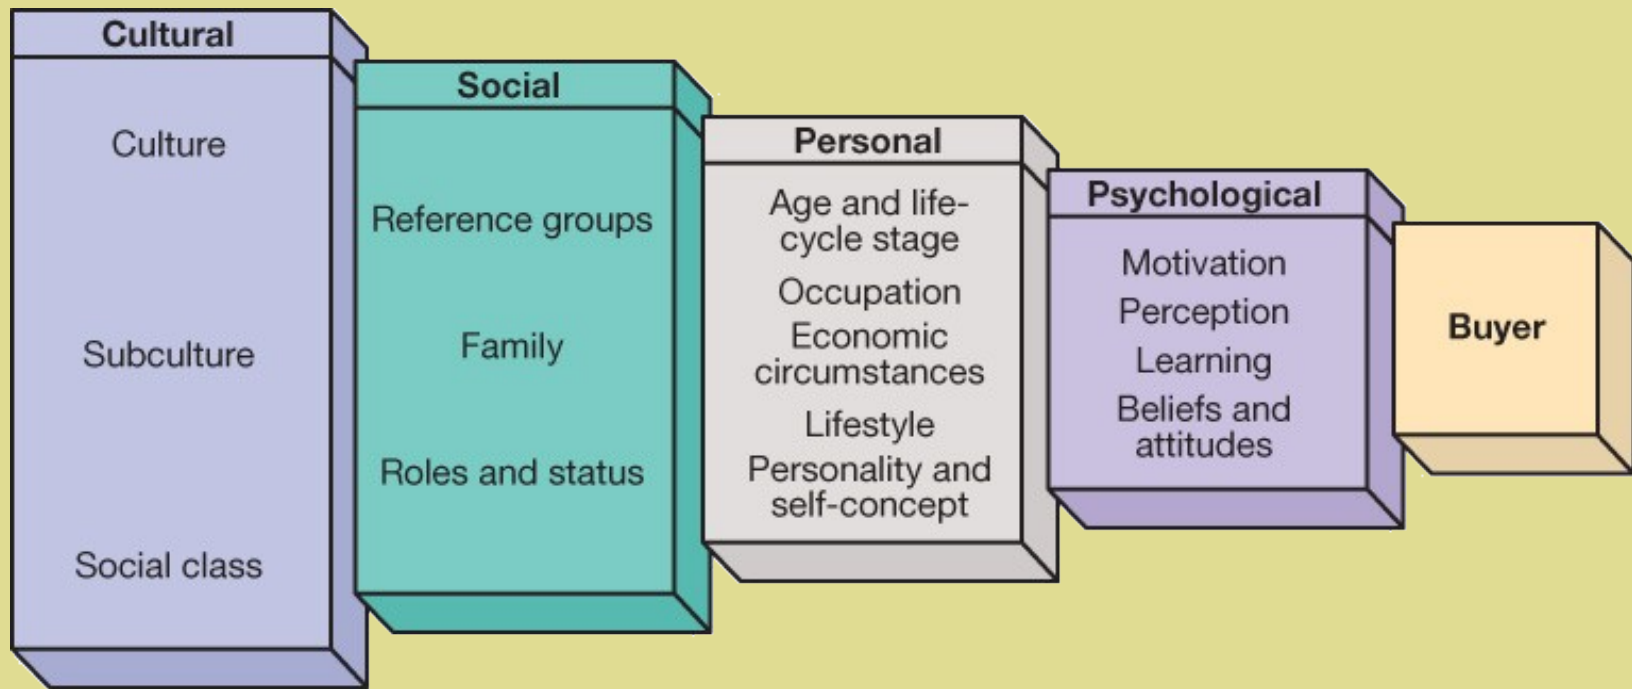 Cultural
Culture
Subculture
Social class
Social
Reference groups
Family
Roles and status
Personal
Age and life-
cycle stage
Occupation
Economic
circumstances
Lifestyle
Personality and
self-concept
Psychological
Motivation
Perception
Learning
Beliefs and
attitudes
Buyer